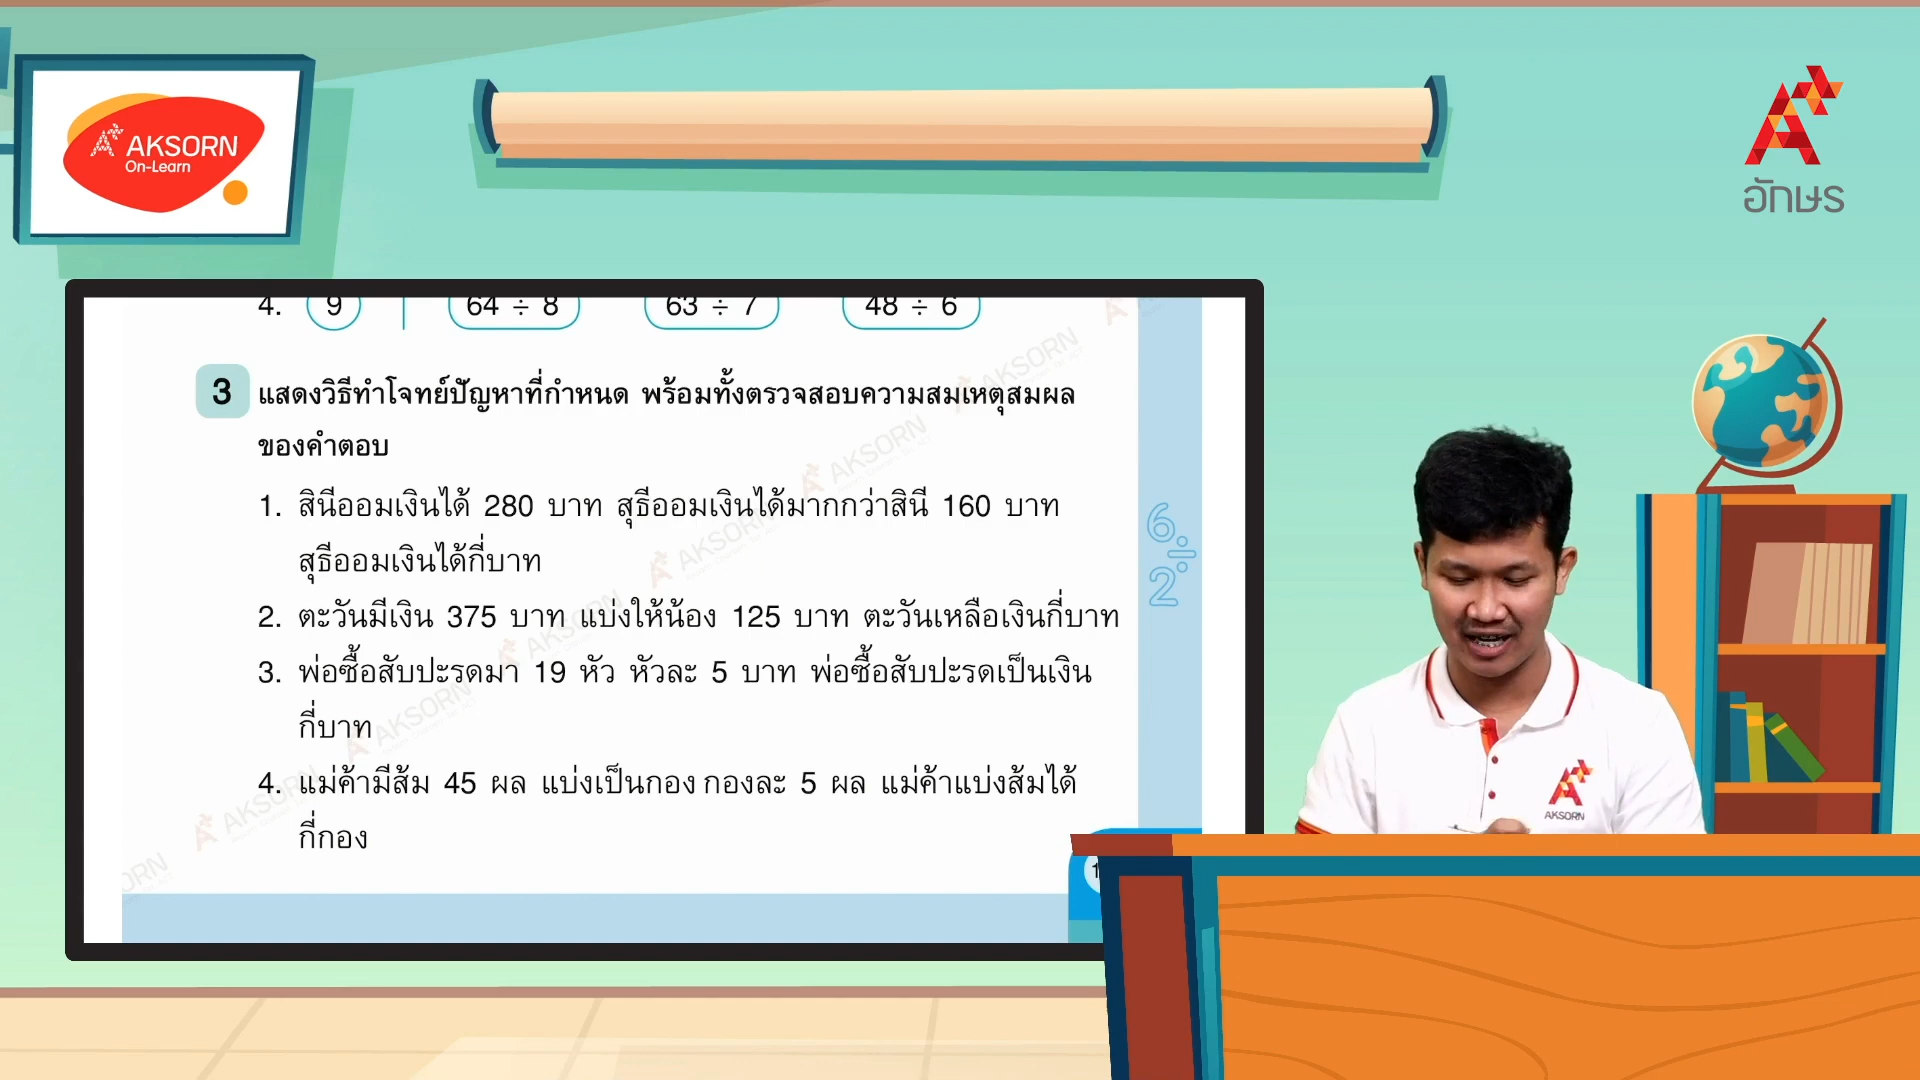 AKSORN
On-Learn
อักษร
4. 9 64 ÷ 8 63 ÷ 7 48 ÷ 6
3 แสดงวิธีทำโจทย์ปัญหาที่กำหนด พร้อมทั้งตรวจสอบความสมเหตุสมผล
ของคำตอบ
1. สินีออมเงินได้ 280 บาท สุธีออมเงินได้มากกว่าสินี 160 บาท
สุธีออมเงินได้กี่บาท
2. ตะวันมีเงิน 375 บาท แบ่งให้น้อง 125 บาท ตะวันเหลือเงินกี่บาท
3. พ่อซื้อสับปะรดมา 19 หัว หัวละ 5 บาท พ่อซื้อสับปะรดเป็นเงิน
กี่บาท
4. แม่ค้ามีส้ม 45 ผล แบ่งเป็นกอง กองละ 5 ผล แม่ค้าแบ่งส้มได้
กี่กอง
6 ÷ 2
AKSORN